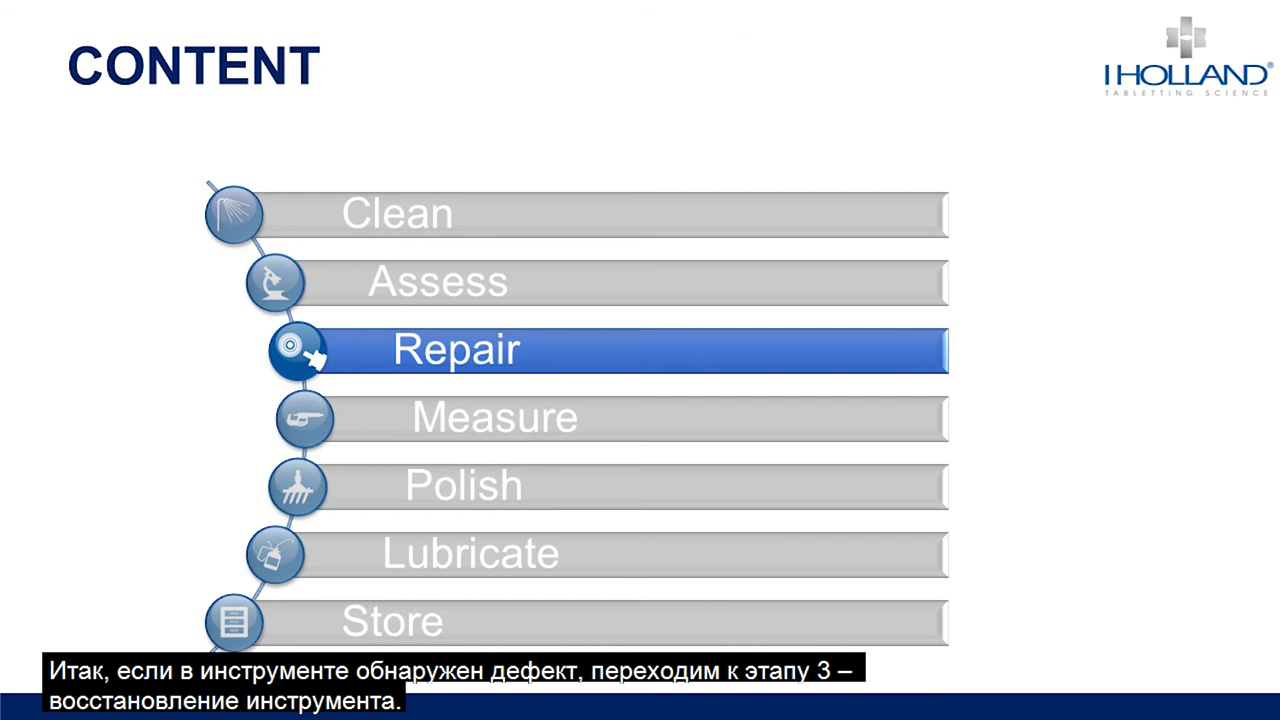 CONTENT
I HOLLAND®
TABLETTING SCIENCE
Clean
Assess
Repair
Measure
Polish
Lubricate
Store
Итак, если в инструменте обнаружен дефект, переходим к этапу 3 –
восстановление инструмента.